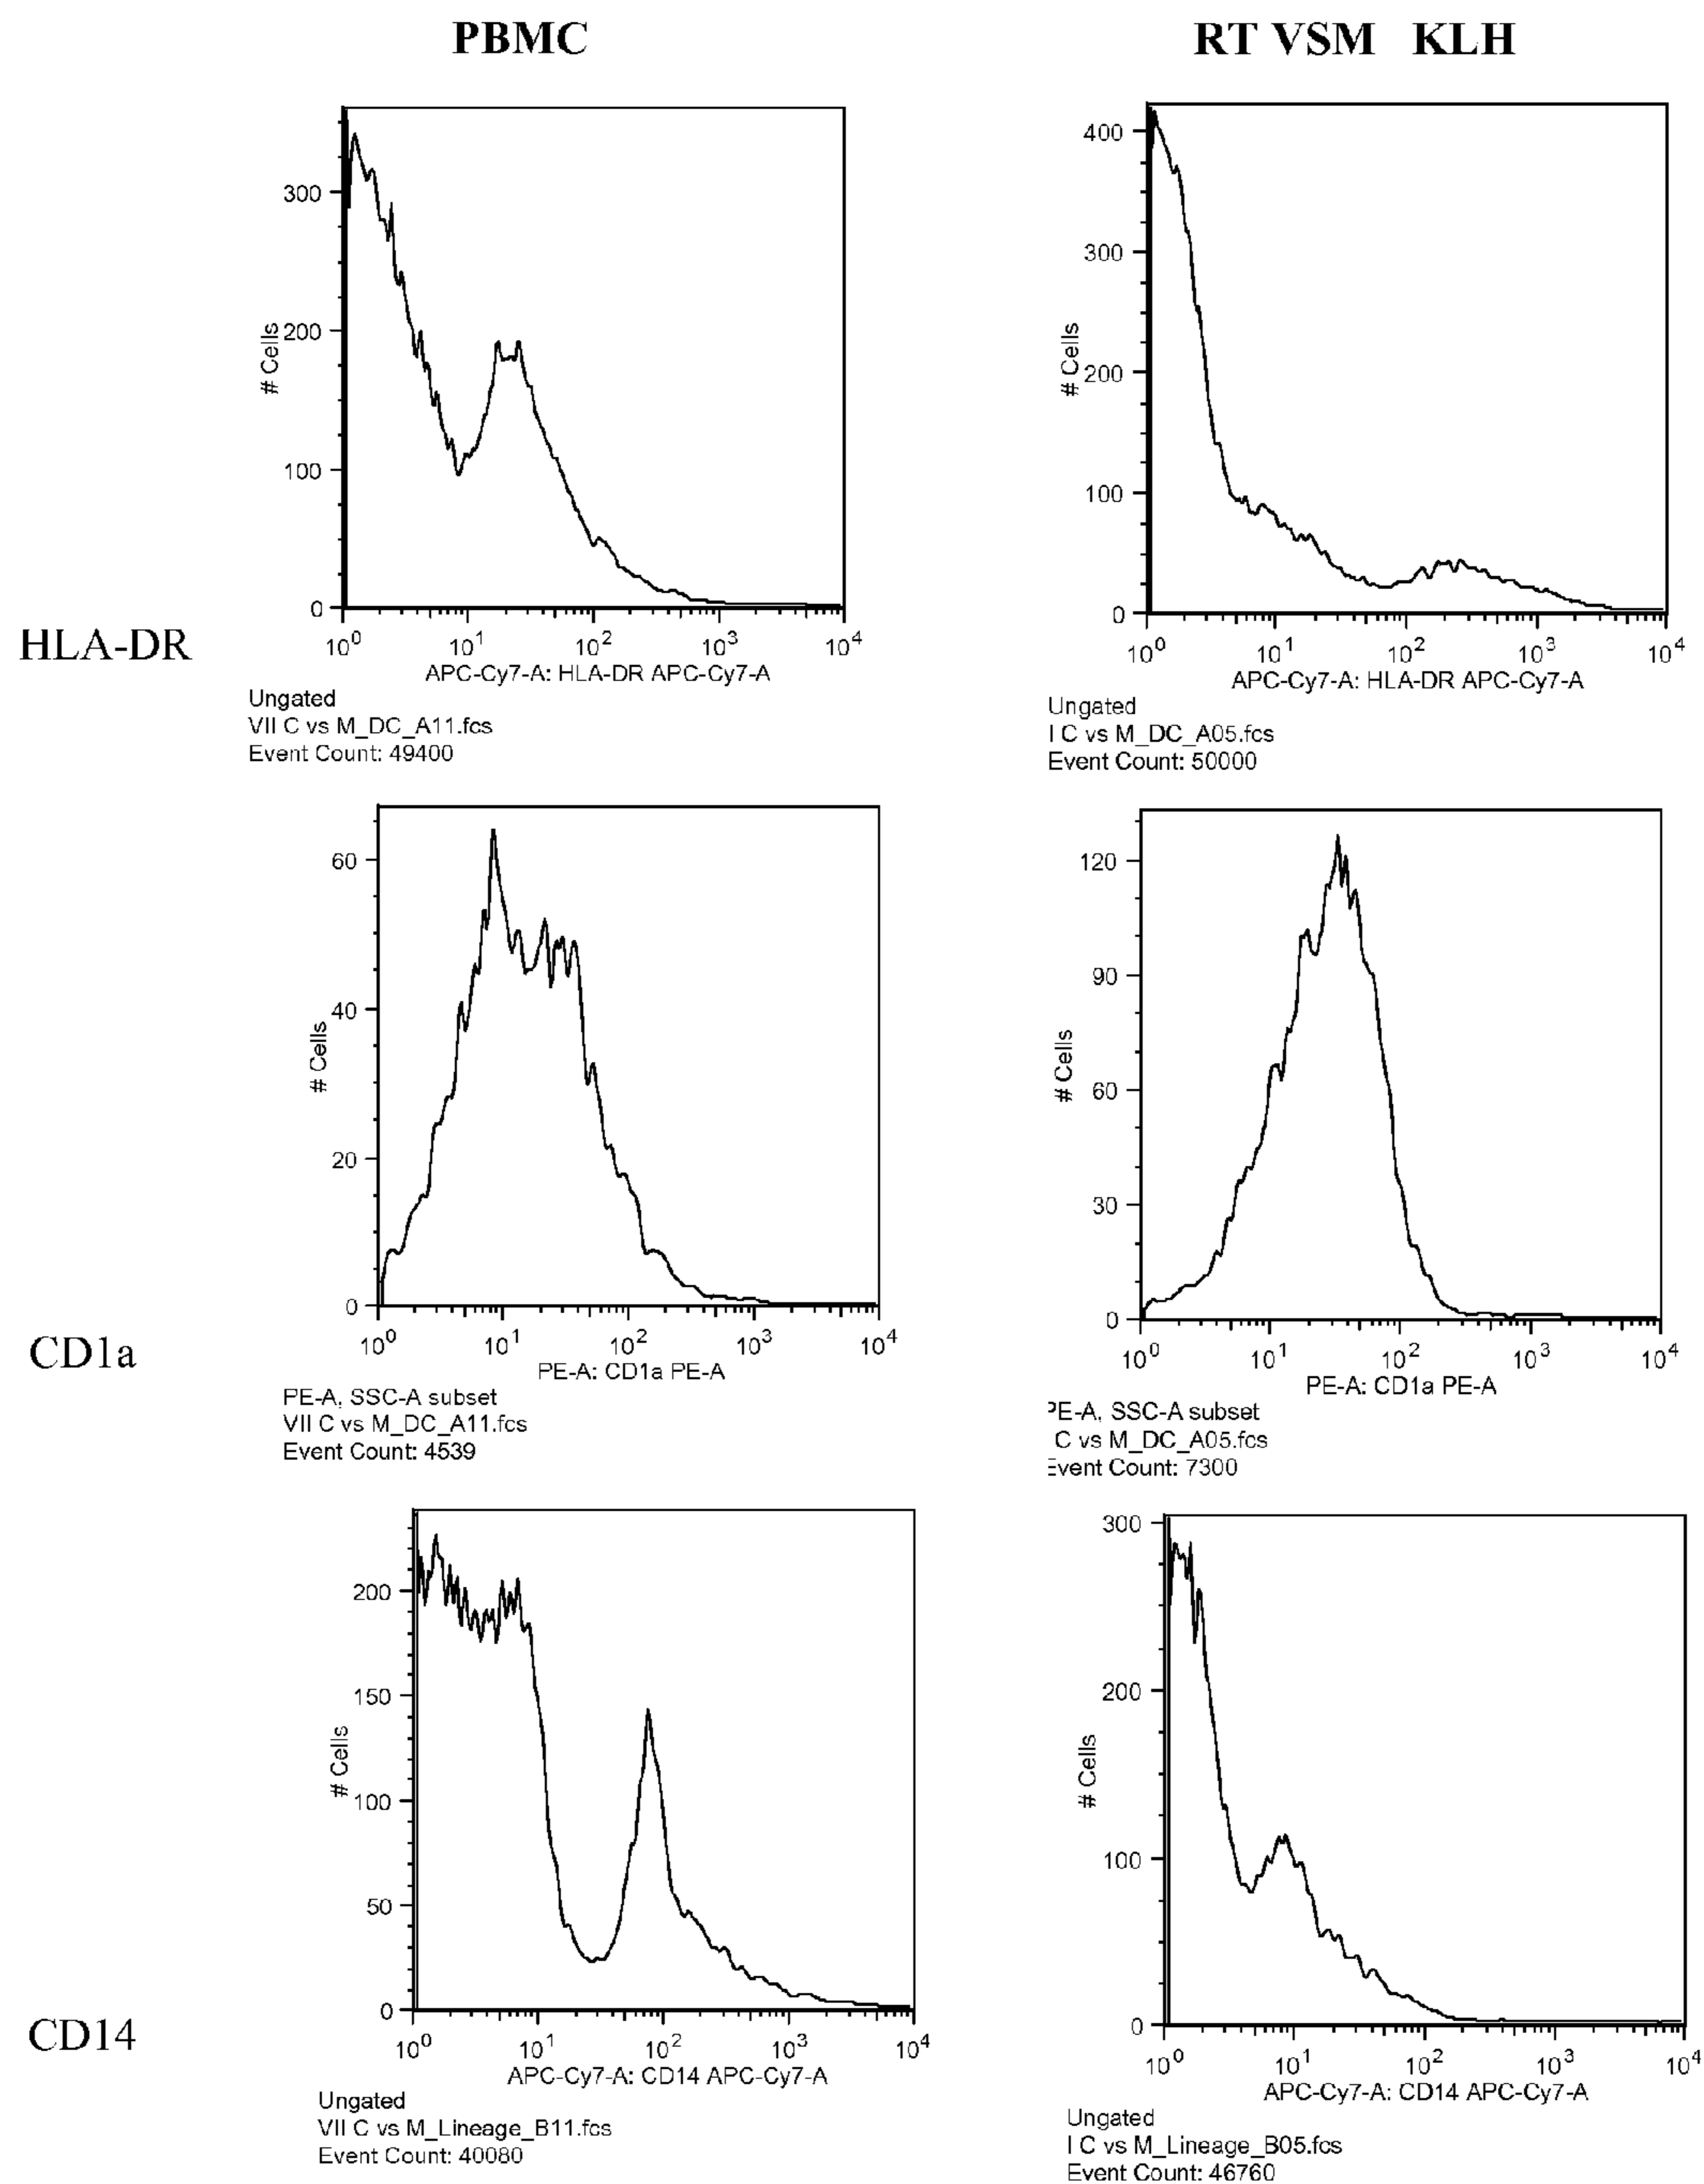 PBMC
RT VSM KLH
HLA-DR
# Cells
300
200
100
0
10^0 10^1 10^2 10^3 10^4
APC-Cy7-A: HLA-DR APC-Cy7-A
Ungated
VII C vs M_DC_A11.fcs
Event Count: 49400
# Cells
400
300
200
100
0
10^0 10^1 10^2 10^3 10^4
APC-Cy7-A: HLA-DR APC-Cy7-A
Ungated
I C vs M_DC_A05.fcs
Event Count: 50000
CD1a
# Cells
60
40
20
0
10^0 10^1 10^2 10^3 10^4
PE-A: CD1a PE-A
PE-A, SSC-A subset
VII C vs M_DC_A11.fcs
Event Count: 4539
# Cells
120
90
60
30
0
10^0 10^1 10^2 10^3 10^4
PE-A: CD1a PE-A
PE-A, SSC-A subset
C vs M_DC_A05.fcs
Event Count: 7300
CD14
# Cells
200
150
100
50
0
10^0 10^1 10^2 10^3 10^4
APC-Cy7-A: CD14 APC-Cy7-A
Ungated
VII C vs M_Lineage_B11.fcs
Event Count: 40080
# Cells
300
200
100
0
10^0 10^1 10^2 10^3 10^4
APC-Cy7-A: CD14 APC-Cy7-A
Ungated
I C vs M_Lineage_B05.fcs
Event Count: 46760